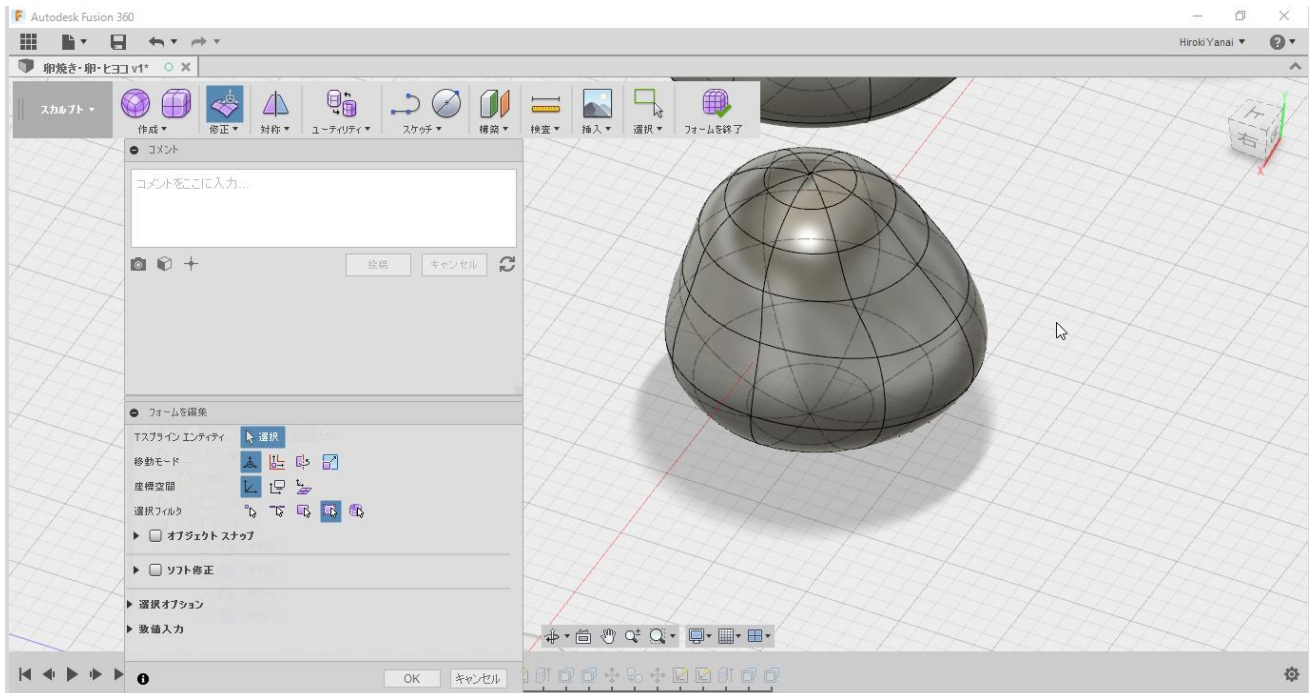 Autodesk Fusion 360
Hiroki Yanai
卵焼き・卵・ヒヨコ v1*
スカルプト
作成
修正
対称
ユーティリティ
スケッチ
構築
検査
挿入
選択
フォームを終了
上
右
Y
X
コメント
コメントをここに入力...
投稿
キャンセル
フォームを編集
Tスプライン エンティティ
選択
移動モード
座標空間
選択フィルタ
オブジェクト スナップ
ソフト修正
選択オプション
数値入力
OK
キャンセル